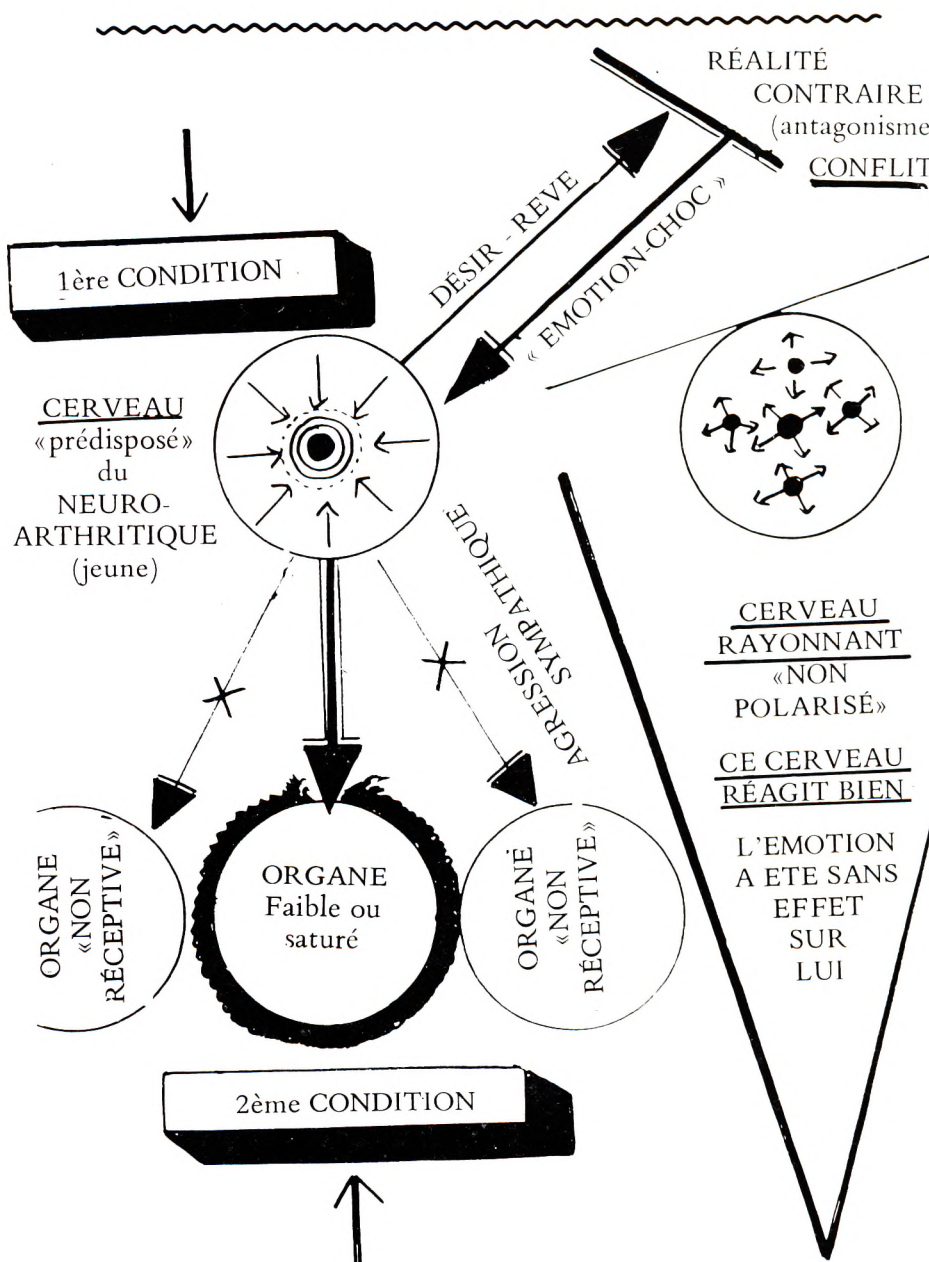 RÉALITÉ
CONTRAIRE
(antagonisme
CONFLIT
DÉSIR - REVE
« EMOTION-CHOC »
1ère CONDITION
CERVEAU
«prédisposé»
du
NEURO-
ARTHRITIQUE
(jeune)
AGRESSION
SYMPATHIQUE
CERVEAU
RAYONNANT
«NON
POLARISÉ»
CE CERVEAU
RÉAGIT BIEN
L'EMOTION
A ETE SANS
EFFET
SUR
LUI
ORGANE
«NON
RÉCEPTIVE»
ORGANE
Faible ou
saturé
ORGANE
«NON
RÉCEPTIVE»
2ème CONDITION